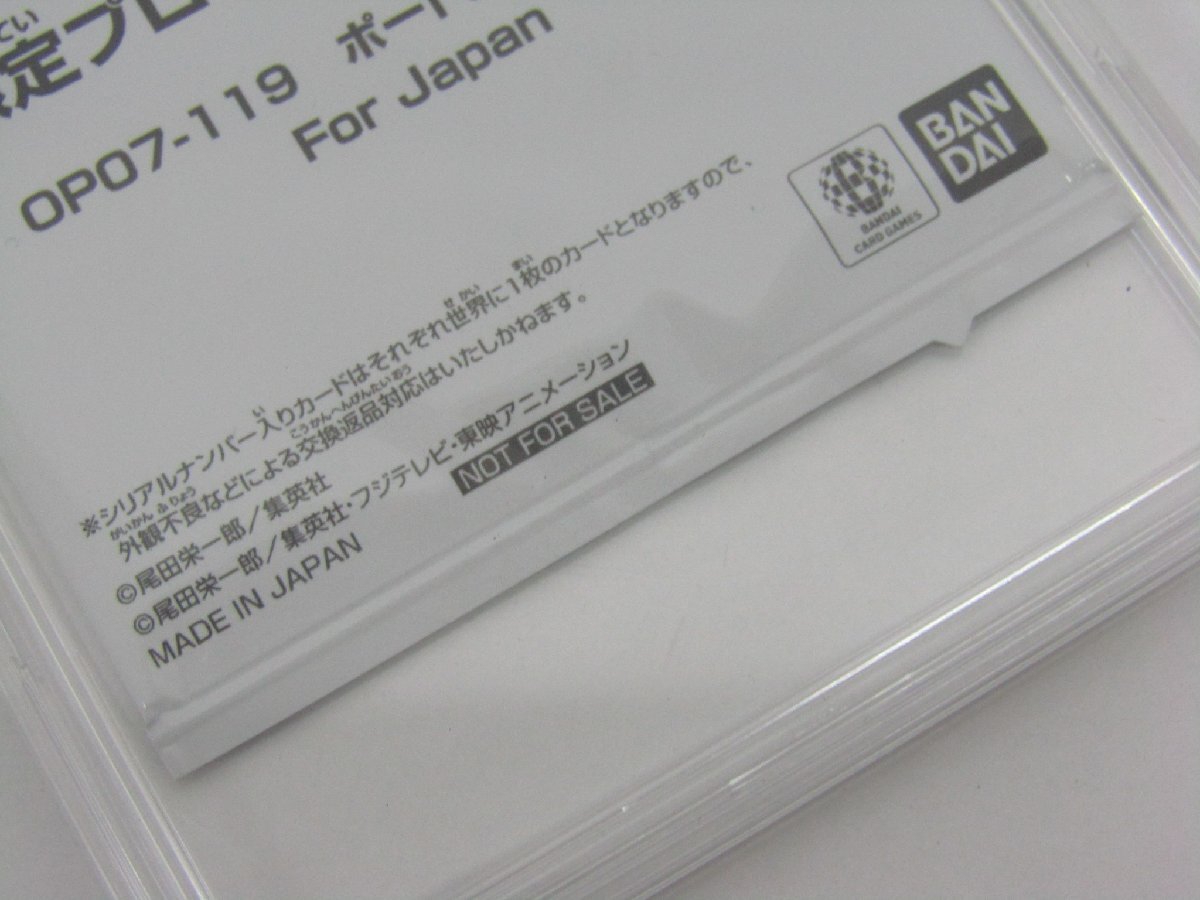 てい
定プロ
OP07-119 ポー
For Japan
BAN
DAI
BANDAI
CARD GAMES
※シリアルナンバー入りカードはそれぞれ世界に1枚のカードとなりますので、
外観不良などによる交換返品対応はいたしかねます。
©尾田栄一郎/集英社
©尾田栄一郎/集英社・フジテレビ・東映アニメーション
MADE IN JAPAN
NOT FOR SALE